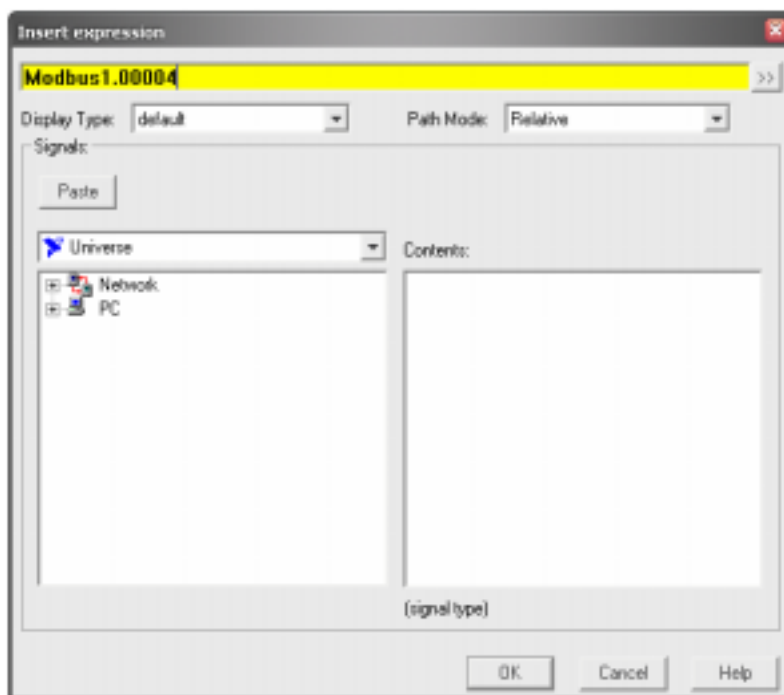 Insert expression
Modbus1.00004 >>
Display Type: default Path Mode: Relative
Signals:
Paste
Universe Contents:
Network
PC
(signal type)
OK Cancel Help